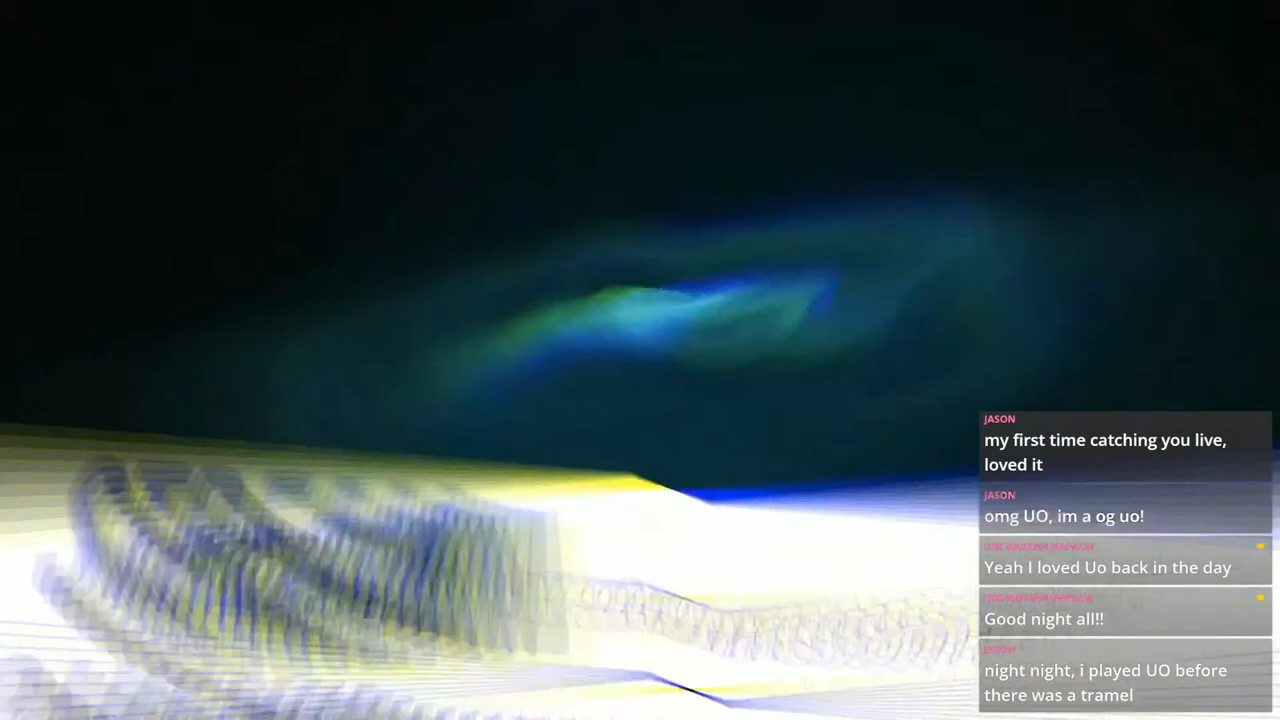 JASON
my first time catching you live,
loved it
JASON
omg UO, im a og uo!
Yeah I loved Uo back in the day
Good night all!!
JASON
night night, i played UO before
there was a tramel